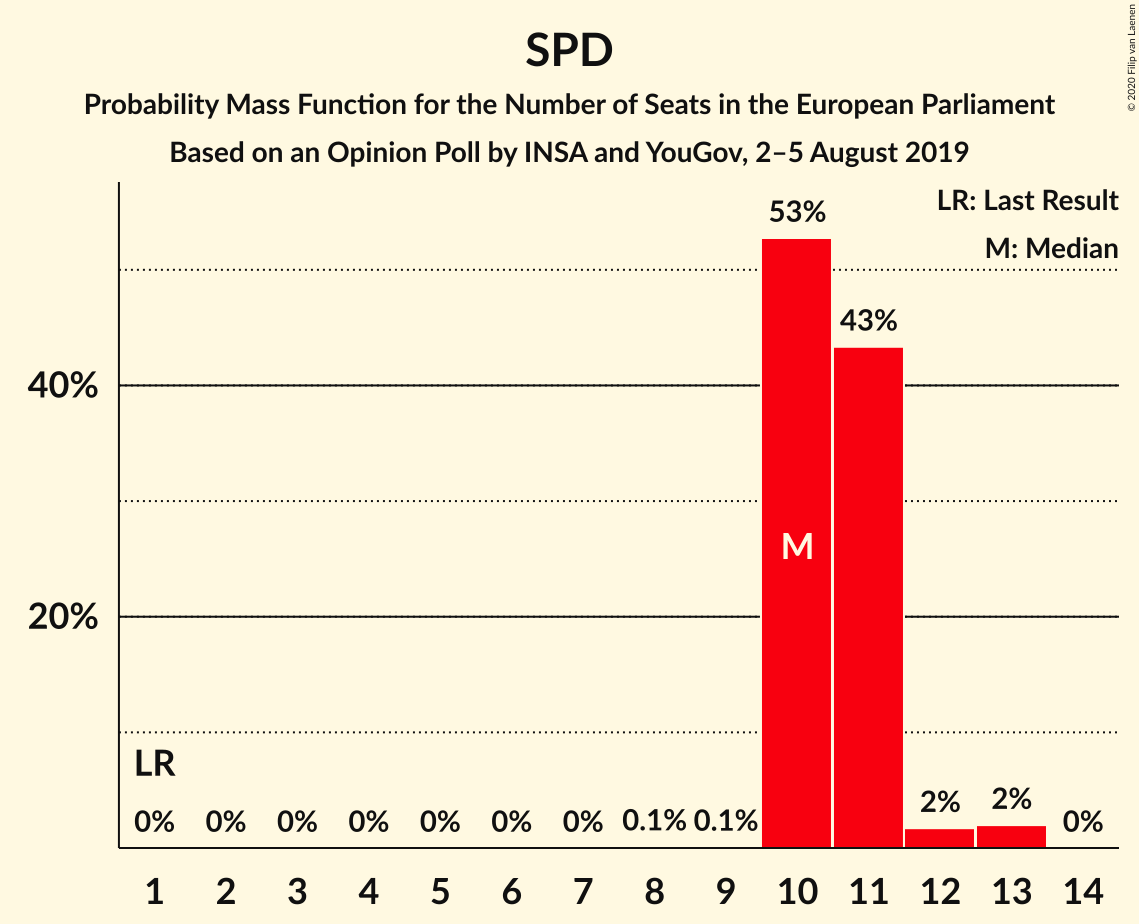 SPD
Probability Mass Function for the Number of Seats in the European Parliament
Based on an Opinion Poll by INSA and YouGov, 2–5 August 2019
© 2020 Filip van Laenen
LR: Last Result
M: Median
53%
43%
40%
M
20%
LR
0% 0% 0% 0% 0% 0% 0% 0.1% 0.1% 2% 2% 0%
1 2 3 4 5 6 7 8 9 10 11 12 13 14